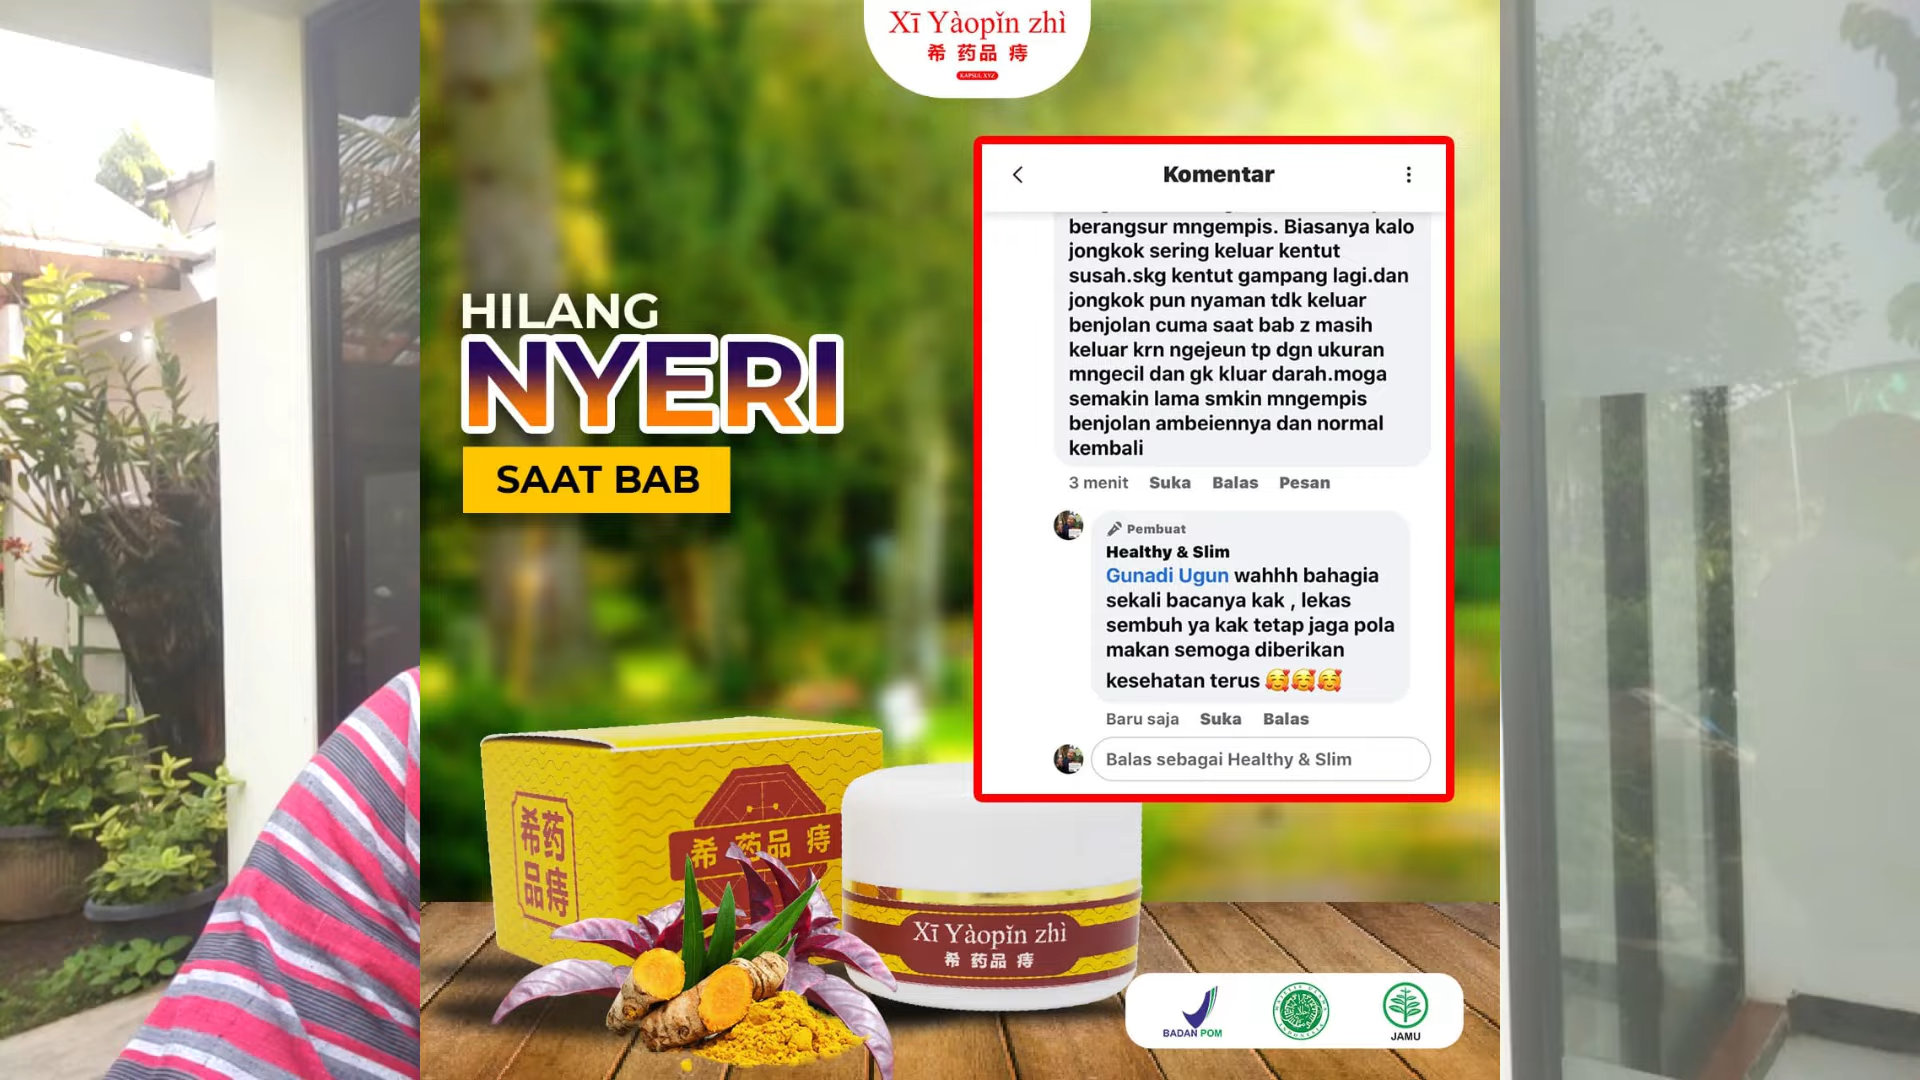 Xī Yàopǐn zhì
希 药品 痔
KAPSUL XYZ
Komentar
berangsur mngempis. Biasanya kalo
jongkok sering keluar kentut
susah.skg kentut gampang lagi.dan
jongkok pun nyaman tdk keluar
benjolan cuma saat bab z masih
keluar krn ngejeun tp dgn ukuran
mngecil dan gk kluar darah.moga
semakin lama smkin mngempis
benjolan ambeiennya dan normal
kembali
3 menit Suka Balas Pesan
Pembuat
Healthy & Slim
Gunadi Ugun wahhh bahagia
sekali bacanya kak , lekas
sembuh ya kak tetap jaga pola
makan semoga diberikan
kesehatan terus 🥰🥰🥰
Baru saja Suka Balas
Balas sebagai Healthy & Slim
HILANG
NYERI
SAAT BAB
希药
品痔
希 药品 痔
Xī Yàopǐn zhì
希 药品 痔
BADAN POM
JAMU